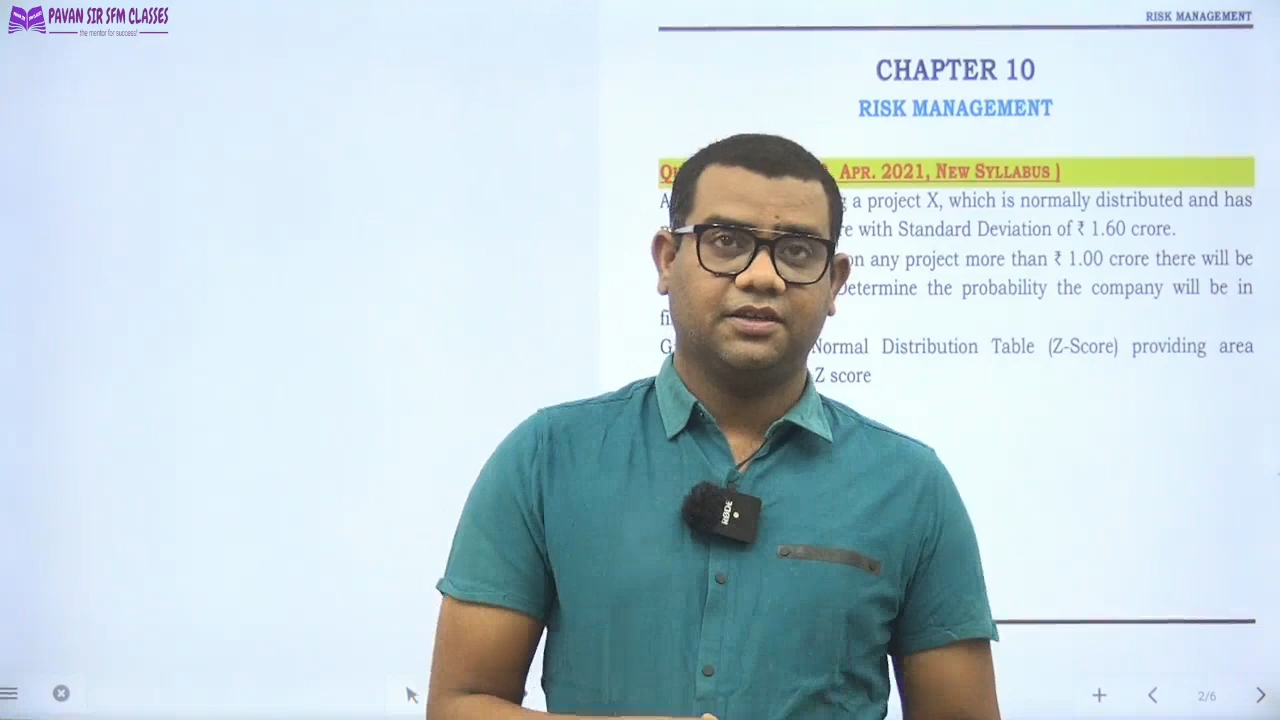 PAVAN SIR SFM CLASSES
the mentor for success!
RISK MANAGEMENT
CHAPTER 10
RISK MANAGEMENT
APR. 2021, NEW SYLLABUS )
a project X, which is normally distributed and has
with Standard Deviation of ₹ 1.60 crore.
on any project more than ₹ 1.00 crore there will be
Determine the probability the company will be in
Normal Distribution Table (Z-Score) providing area
Z score
RØDE
2/6